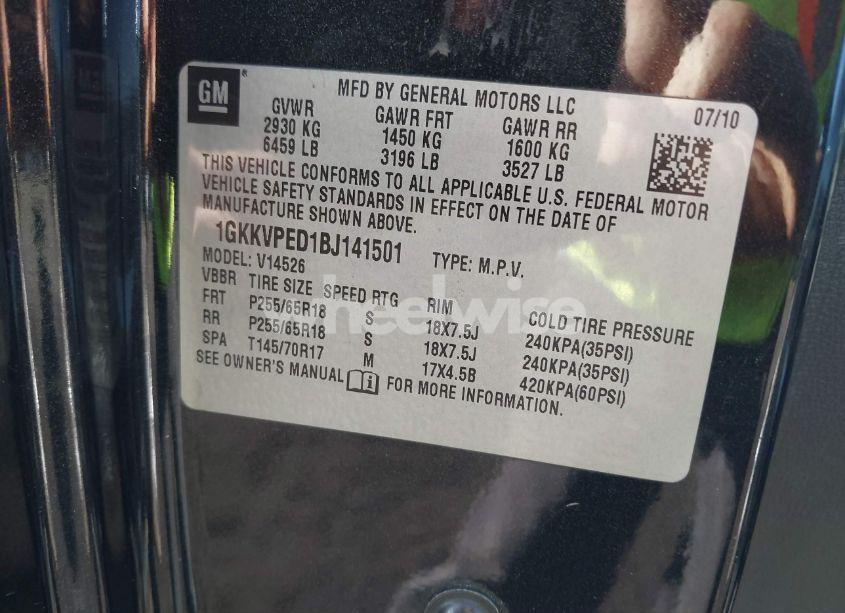 GM
MFD BY GENERAL MOTORS LLC 07/10
GVWR GAWR FRT GAWR RR
2930 KG 1450 KG 1600 KG
6459 LB 3196 LB 3527 LB
THIS VEHICLE CONFORMS TO ALL APPLICABLE U.S. FEDERAL MOTOR
VEHICLE SAFETY STANDARDS IN EFFECT ON THE DATE OF
MANUFACTURE SHOWN ABOVE.
1GKKVPED1BJ141501 TYPE: M.P.V.
MODEL: V14526
VBBR TIRE SIZE SPEED RTG RIM COLD TIRE PRESSURE
FRT P255/65R18 S 18X7.5J 240KPA(35PSI)
RR P255/65R18 S 18X7.5J 240KPA(35PSI)
SPA T145/70R17 M 17X4.5B 420KPA(60PSI)
SEE OWNER'S MANUAL FOR MORE INFORMATION.
wheelwise